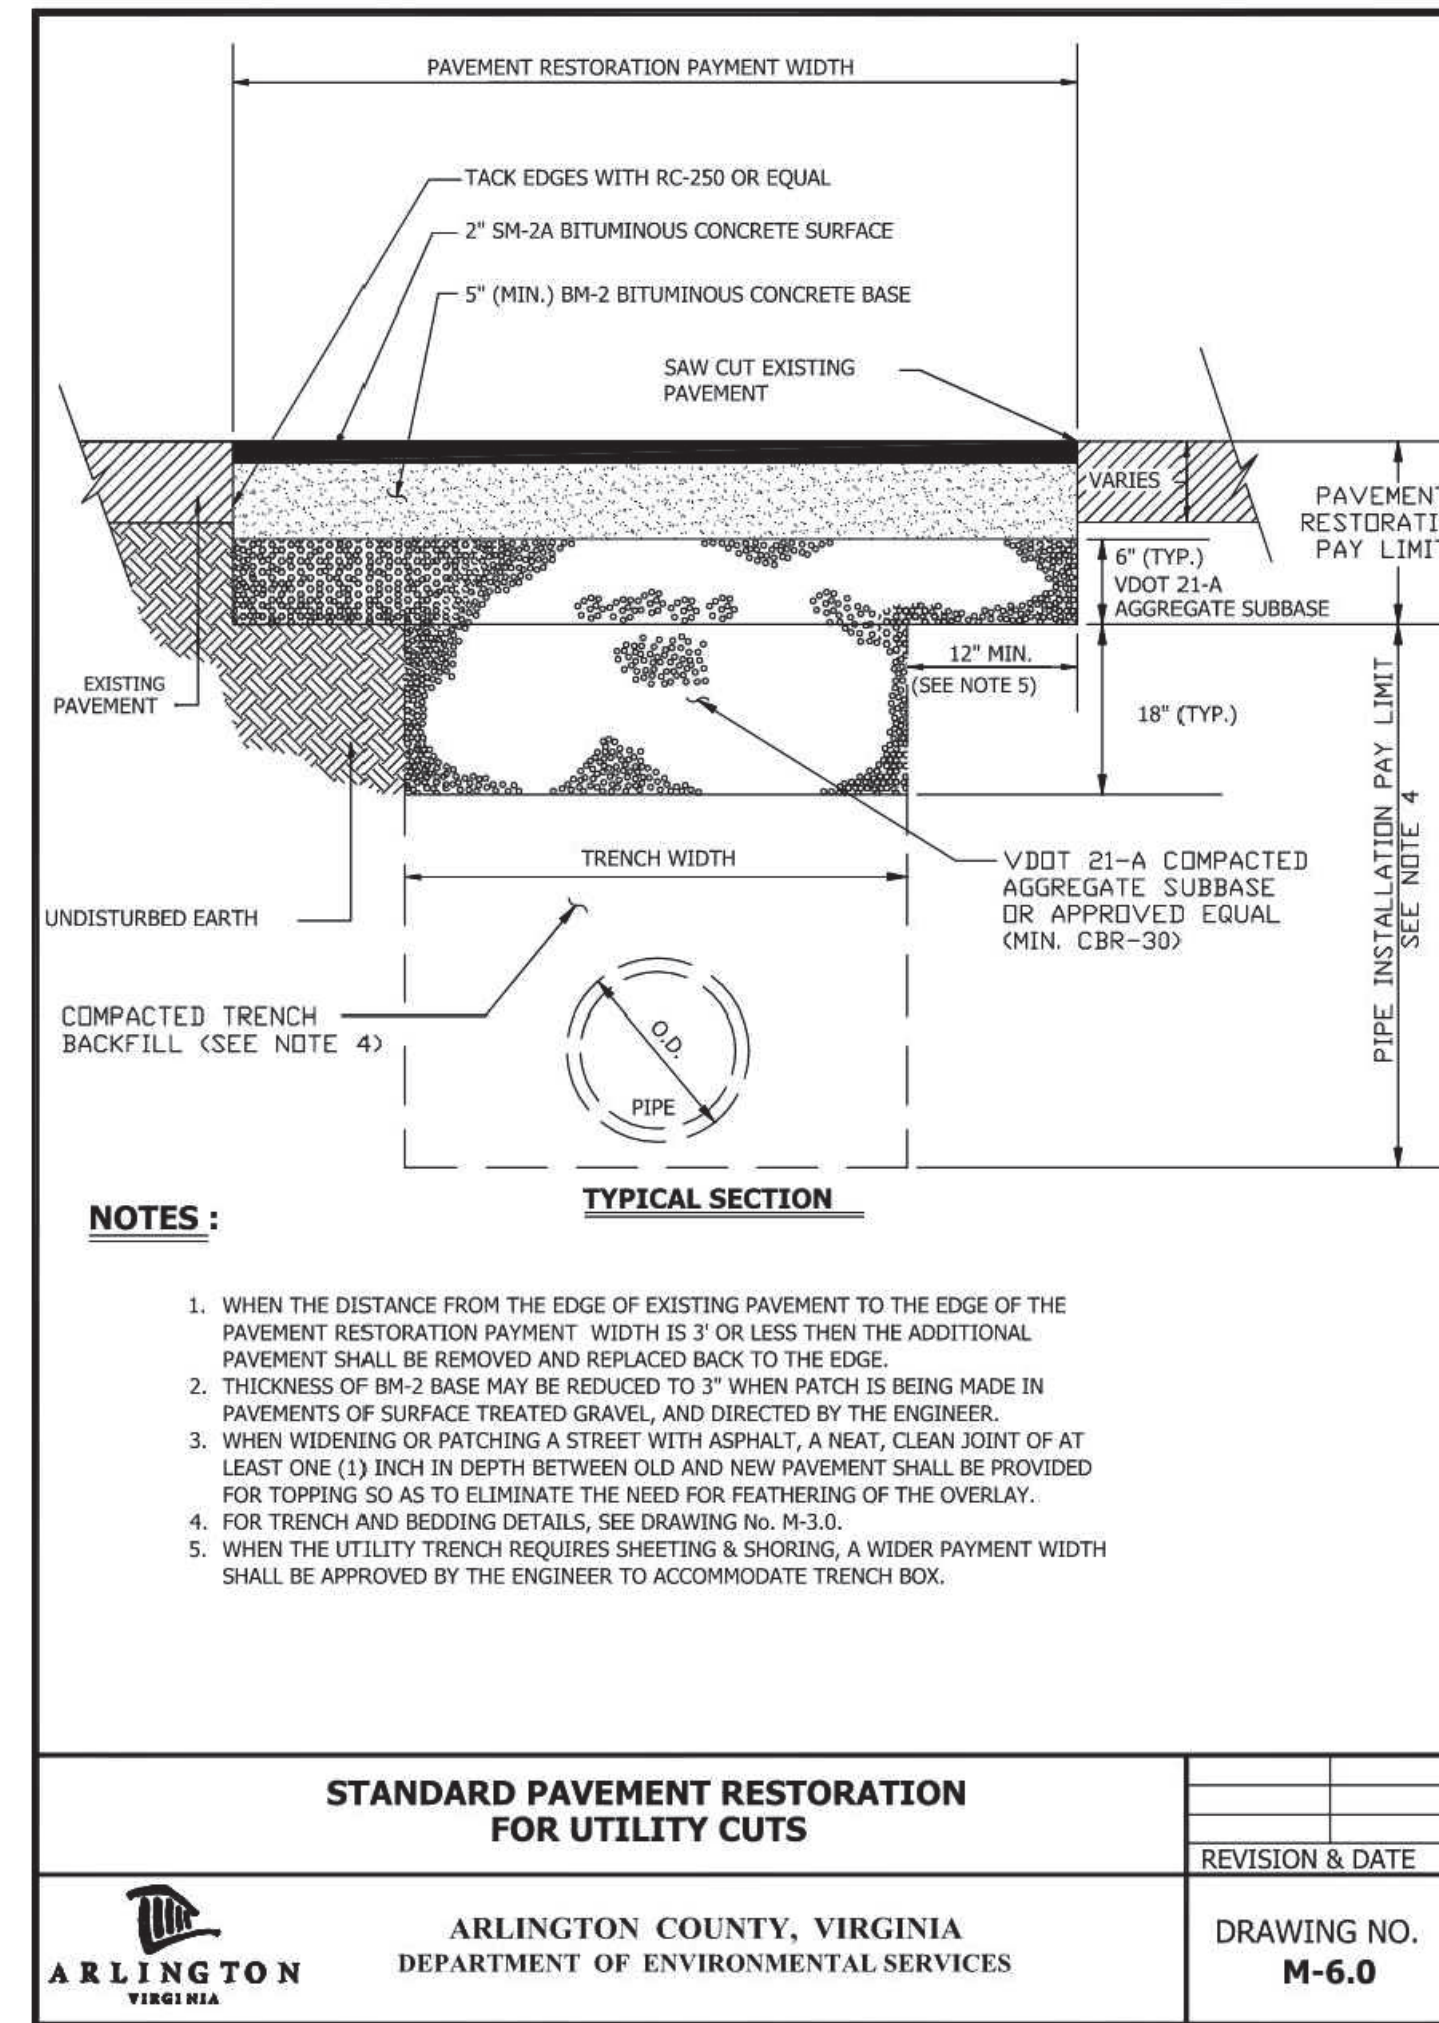 PAVEMENT RESTORATION PAYMENT WIDTH
TACK EDGES WITH RC-250 OR EQUAL
2" SM-2A BITUMINOUS CONCRETE SURFACE
5" (MIN.) BM-2 BITUMINOUS CONCRETE BASE
SAW CUT EXISTING
PAVEMENT
VARIES
PAVEMENT
RESTORATI
PAY LIMIT
6" (TYP.)
VDOT 21-A
AGGREGATE SUBBASE
12" MIN.
(SEE NOTE 5)
18" (TYP.)
EXISTING
PAVEMENT
PIPE INSTALLATION PAY LIMIT
SEE NOTE 4
TRENCH WIDTH
VDOT 21-A COMPACTED
AGGREGATE SUBBASE
OR APPROVED EQUAL
(MIN. CBR-30)
UNDISTURBED EARTH
COMPACTED TRENCH
BACKFILL (SEE NOTE 4)
O.D.
PIPE
TYPICAL SECTION
NOTES :
1. WHEN THE DISTANCE FROM THE EDGE OF EXISTING PAVEMENT TO THE EDGE OF THE
PAVEMENT RESTORATION PAYMENT WIDTH IS 3' OR LESS THEN THE ADDITIONAL
PAVEMENT SHALL BE REMOVED AND REPLACED BACK TO THE EDGE.
2. THICKNESS OF BM-2 BASE MAY BE REDUCED TO 3" WHEN PATCH IS BEING MADE IN
PAVEMENTS OF SURFACE TREATED GRAVEL, AND DIRECTED BY THE ENGINEER.
3. WHEN WIDENING OR PATCHING A STREET WITH ASPHALT, A NEAT, CLEAN JOINT OF AT
LEAST ONE (1) INCH IN DEPTH BETWEEN OLD AND NEW PAVEMENT SHALL BE PROVIDED
FOR TOPPING SO AS TO ELIMINATE THE NEED FOR FEATHERING OF THE OVERLAY.
4. FOR TRENCH AND BEDDING DETAILS, SEE DRAWING No. M-3.0.
5. WHEN THE UTILITY TRENCH REQUIRES SHEETING & SHORING, A WIDER PAYMENT WIDTH
SHALL BE APPROVED BY THE ENGINEER TO ACCOMMODATE TRENCH BOX.
STANDARD PAVEMENT RESTORATION
FOR UTILITY CUTS
REVISION & DATE
ARLINGTON
VIRGINIA
ARLINGTON COUNTY, VIRGINIA
DEPARTMENT OF ENVIRONMENTAL SERVICES
DRAWING NO.
M-6.0